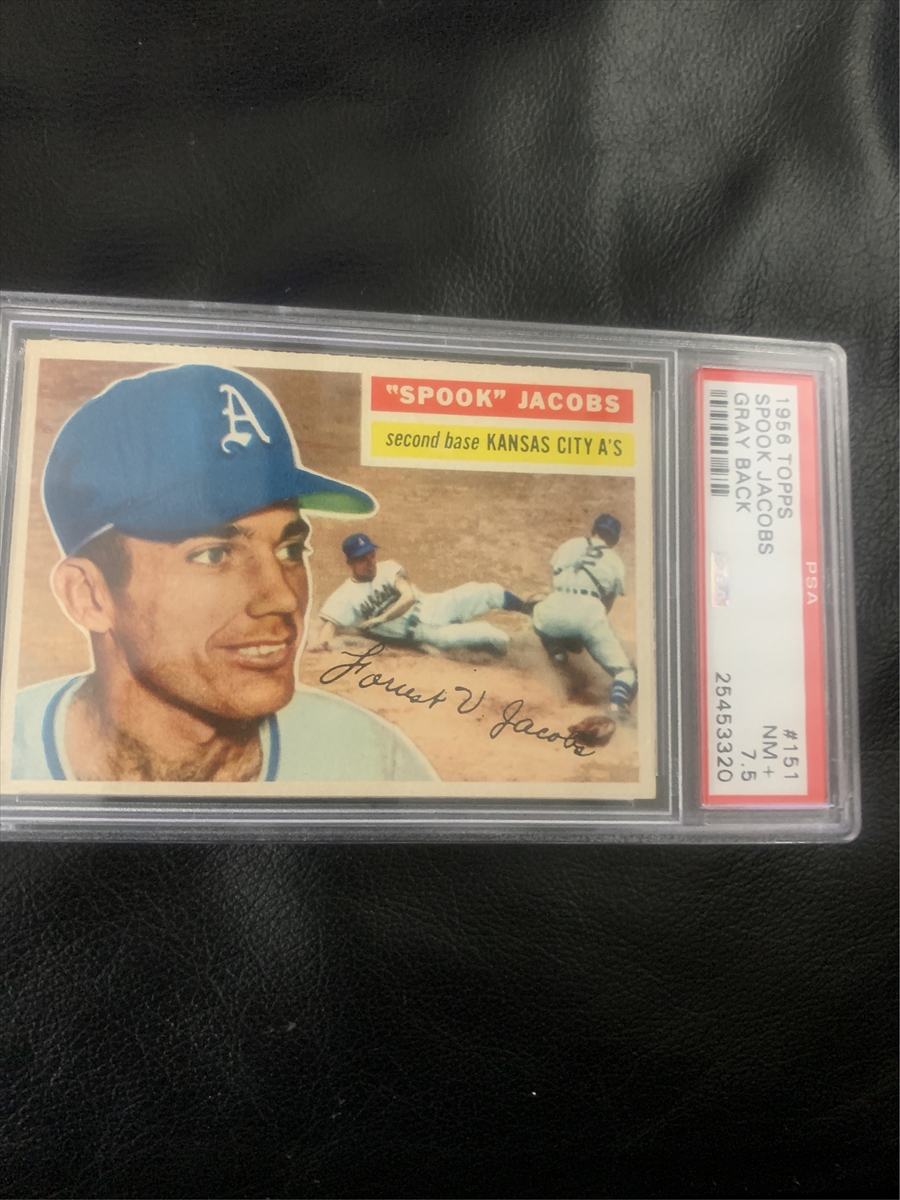 "SPOOK" JACOBS
second base KANSAS CITY A'S
A
Forrest V. Jacobs
1956 TOPPS
SPOOK JACOBS
GRAY BACK
#151
NM+
7.5
25453320
PSA